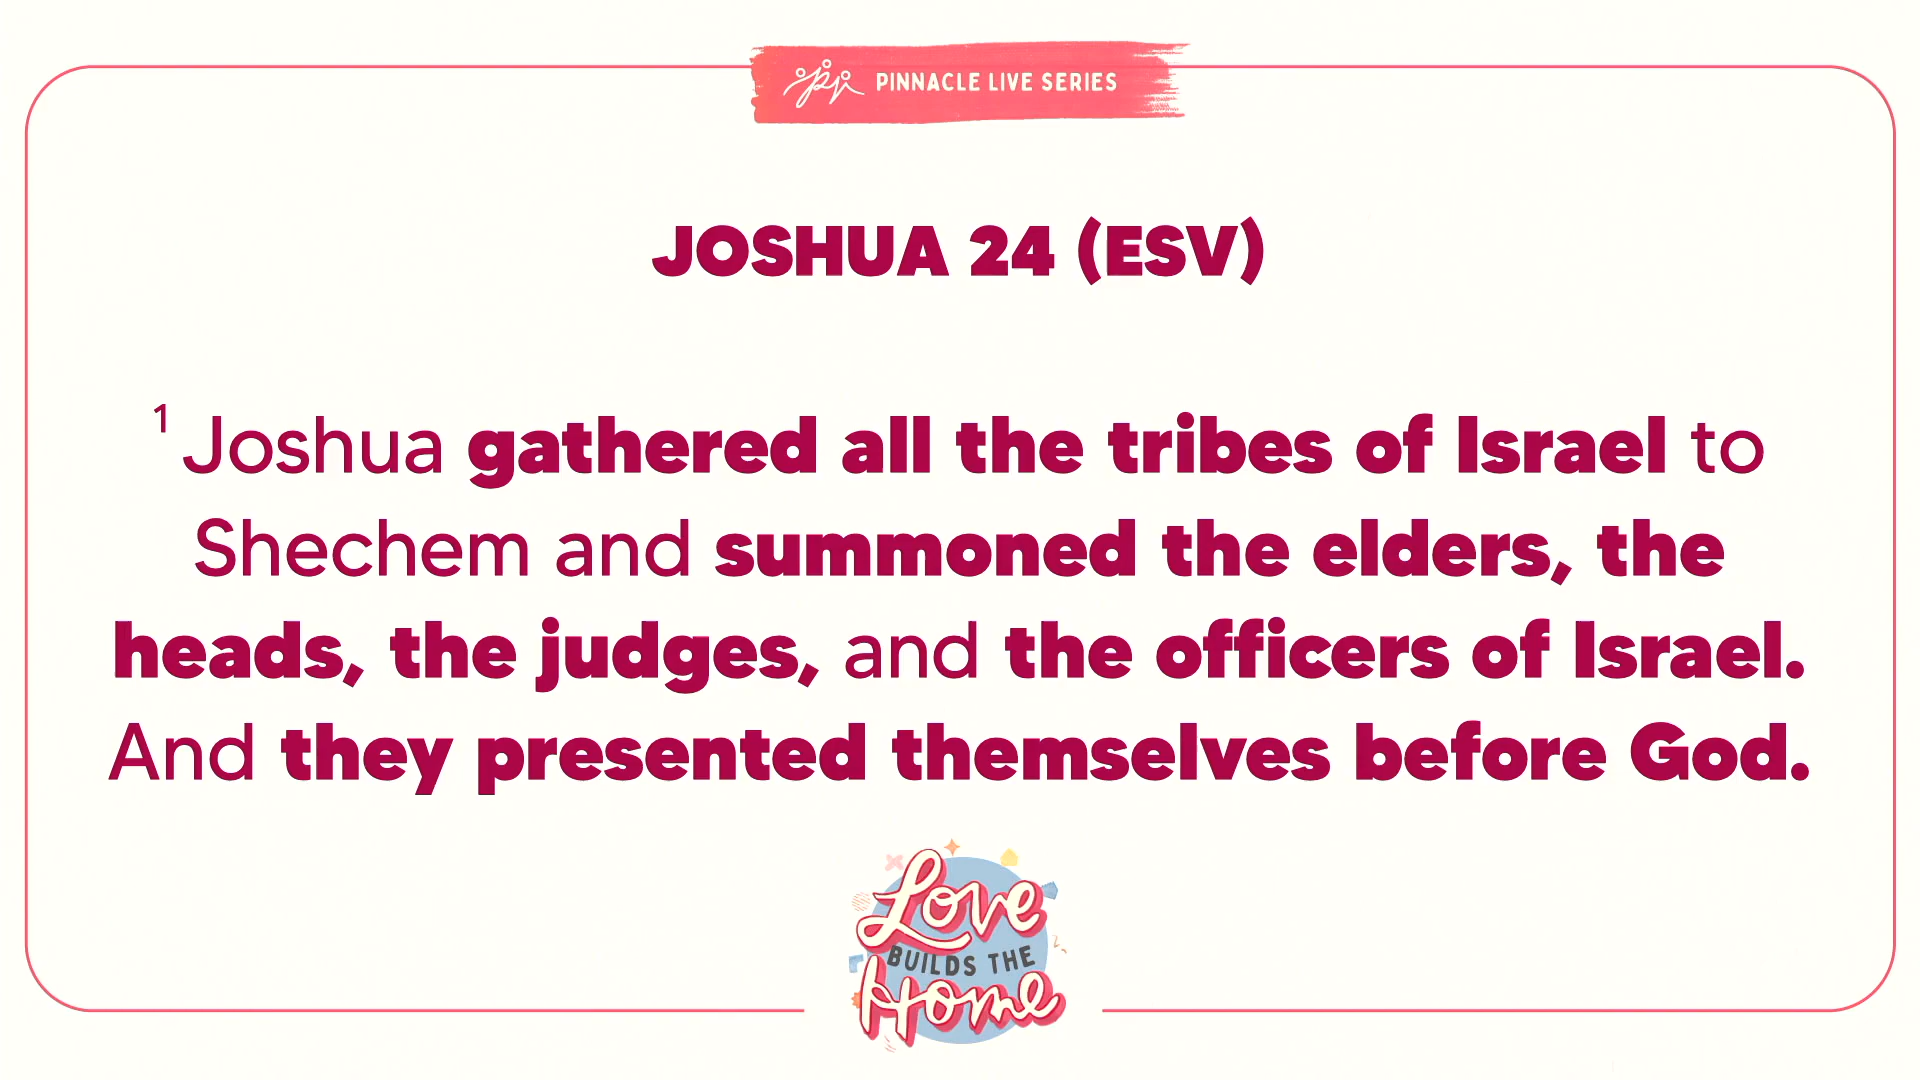 PINNACLE LIVE SERIES
JOSHUA 24 (ESV)
1 Joshua gathered all the tribes of Israel to
Shechem and summoned the elders, the
heads, the judges, and the officers of Israel.
And they presented themselves before God.
Love
BUILDS THE
Home